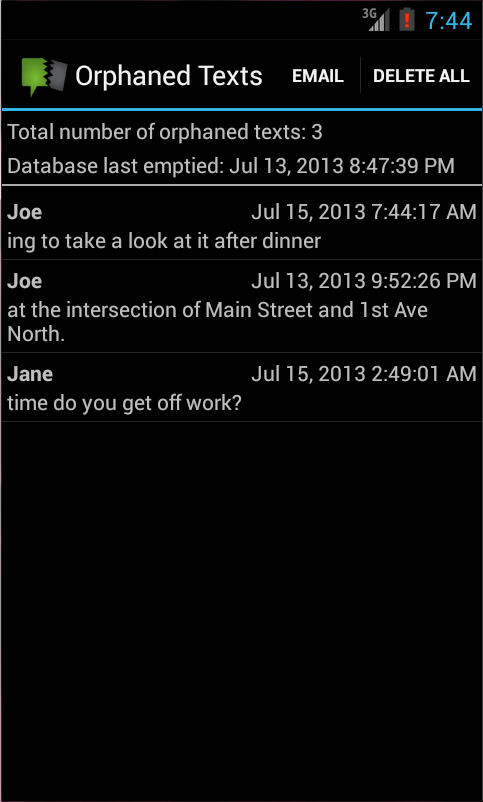 3G 7:44
Orphaned Texts EMAIL DELETE ALL
Total number of orphaned texts: 3
Database last emptied: Jul 13, 2013 8:47:39 PM
Joe Jul 15, 2013 7:44:17 AM
ing to take a look at it after dinner
Joe Jul 13, 2013 9:52:26 PM
at the intersection of Main Street and 1st Ave
North.
Jane Jul 15, 2013 2:49:01 AM
time do you get off work?